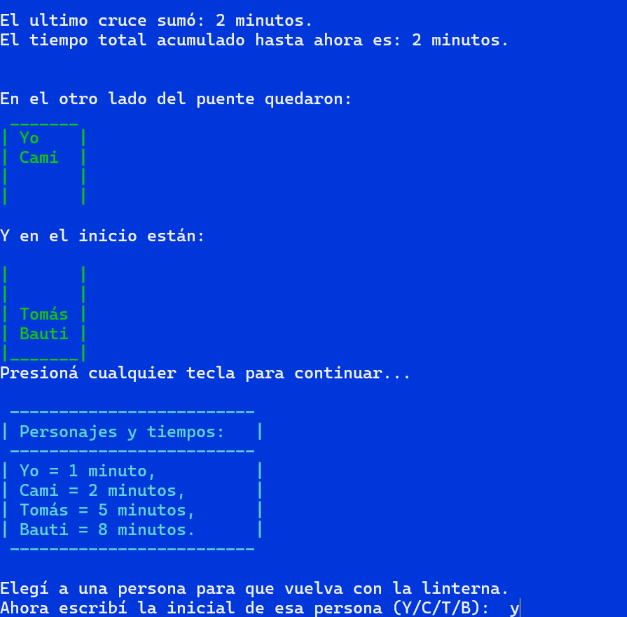 El ultimo cruce sumó: 2 minutos.
El tiempo total acumulado hasta ahora es: 2 minutos.
En el otro lado del puente quedaron:
_______
| Yo    |
| Cami  |
|       |
|       |
Y en el inicio están:
|       |
|       |
| Tomás |
| Bauti |
|_______|
Presioná cualquier tecla para continuar...
-------------------------
| Personajes y tiempos:   |
-------------------------
| Yo = 1 minuto,          |
| Cami = 2 minutos,       |
| Tomás = 5 minutos,      |
| Bauti = 8 minutos.      |
-------------------------
Elegí a una persona para que vuelva con la linterna.
Ahora escribí la inicial de esa persona (Y/C/T/B):  y